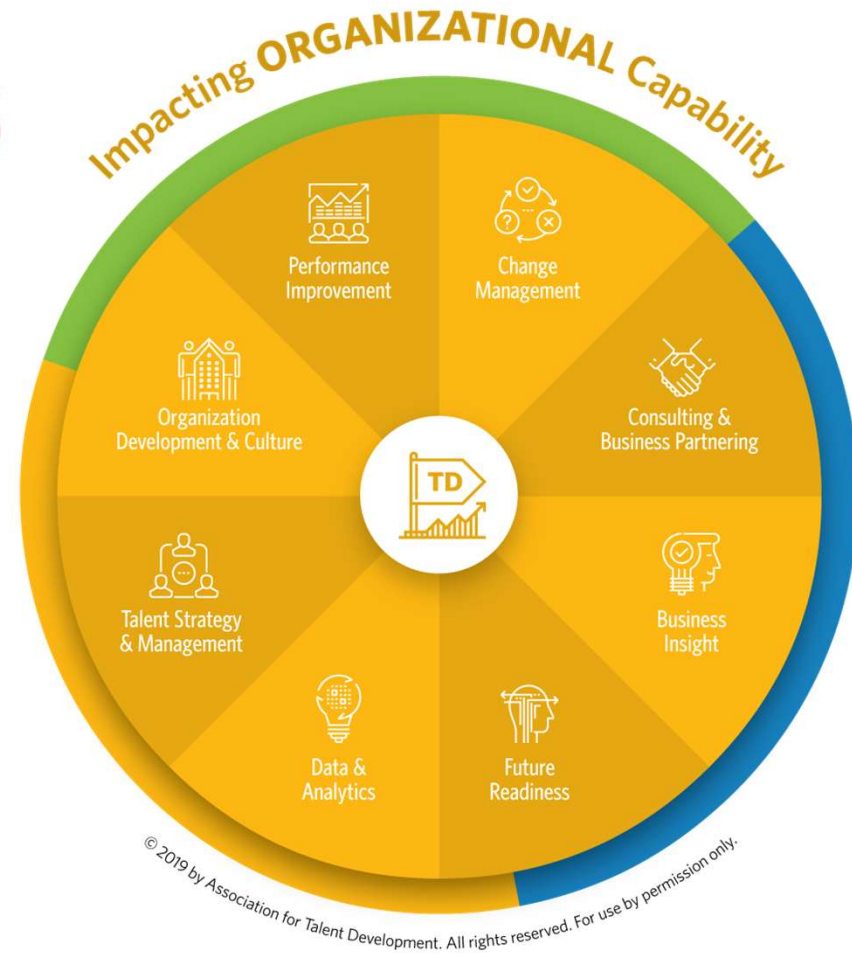 Impacting ORGANIZATIONAL Capability
Performance
Improvement
Change
Management
Organization
Development & Culture
Consulting &
Business Partnering
TD
Talent Strategy
& Management
Business
Insight
Data &
Analytics
Future
Readiness
© 2019 by Association for Talent Development. All rights reserved. For use by permission only.